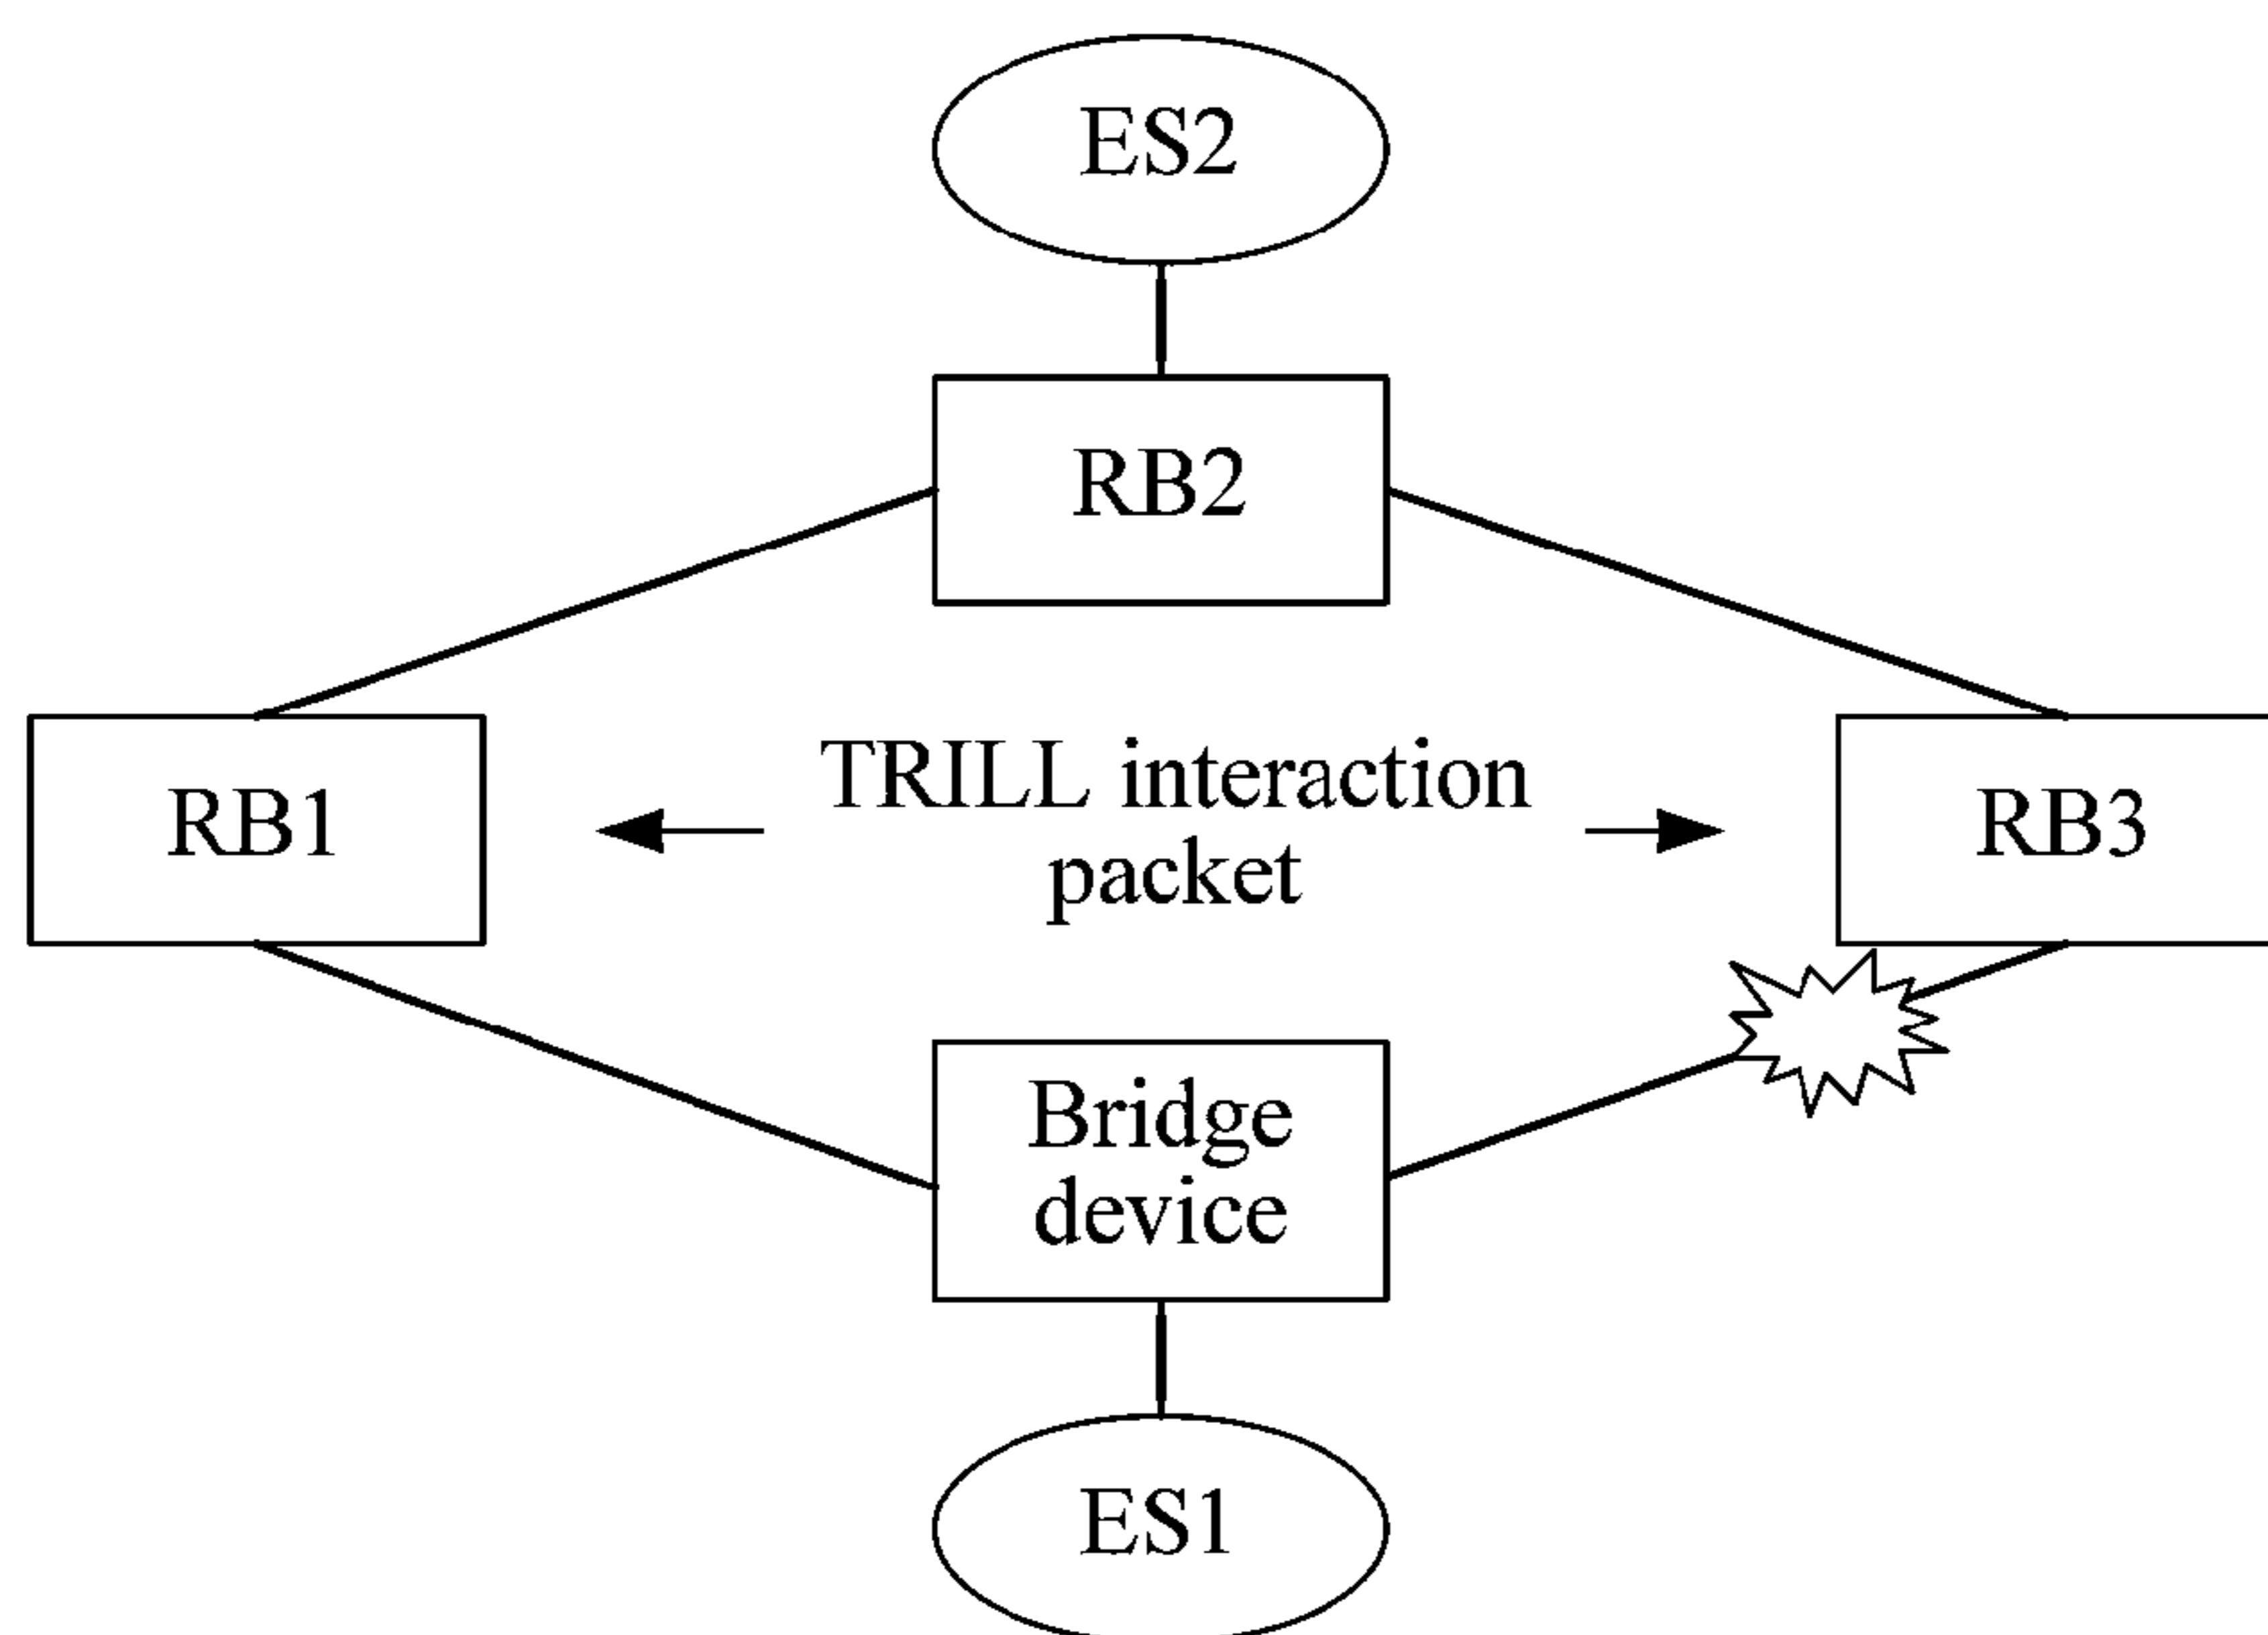 ES2
RB2
TRILL interaction
packet
RB1
RB3
Bridge
device
ES1